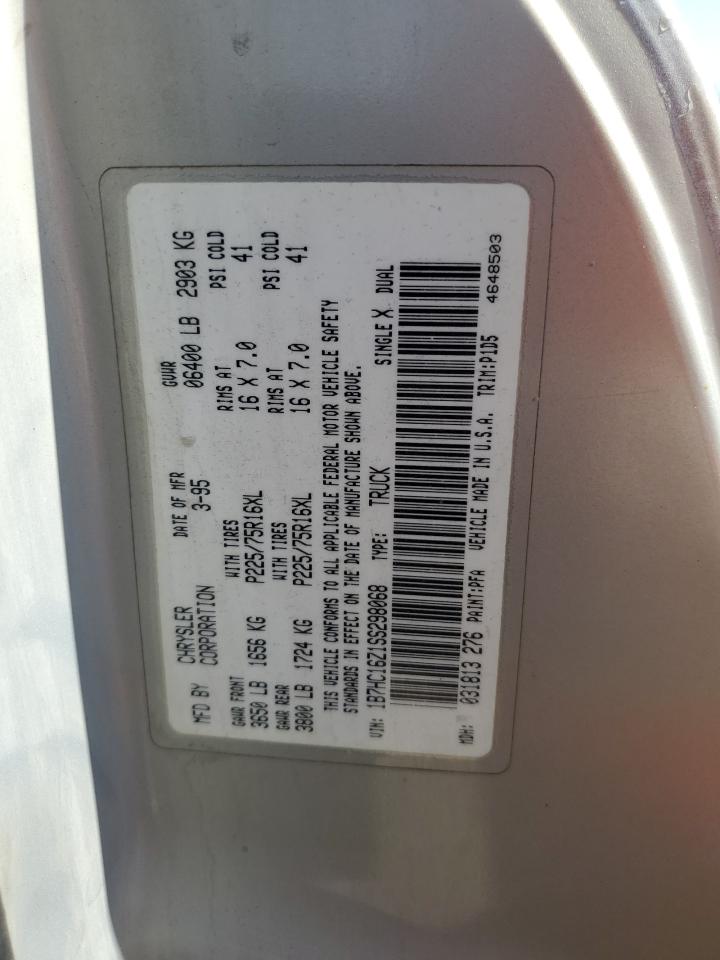 MFD BY CHRYSLER CORPORATION DATE OF MFR 3-95 GVWR 06400 LB 2903 KG
GAWR FRONT WITH TIRES RIMS AT PSI COLD
3650 LB 1656 KG P225/75R16XL 16 X 7.0 41
GAWR REAR WITH TIRES RIMS AT PSI COLD
3800 LB 1724 KG P225/75R16XL 16 X 7.0 41
THIS VEHICLE CONFORMS TO ALL APPLICABLE FEDERAL MOTOR VEHICLE SAFETY
STANDARDS IN EFFECT ON THE DATE OF MANUFACTURE SHOWN ABOVE.
VIN: 1B7HC16Z1SS298068 TYPE: TRUCK SINGLE X DUAL
MDH: 031813 276 PAINT:PFA VEHICLE MADE IN U.S.A. TRIM:P1D5 4648503